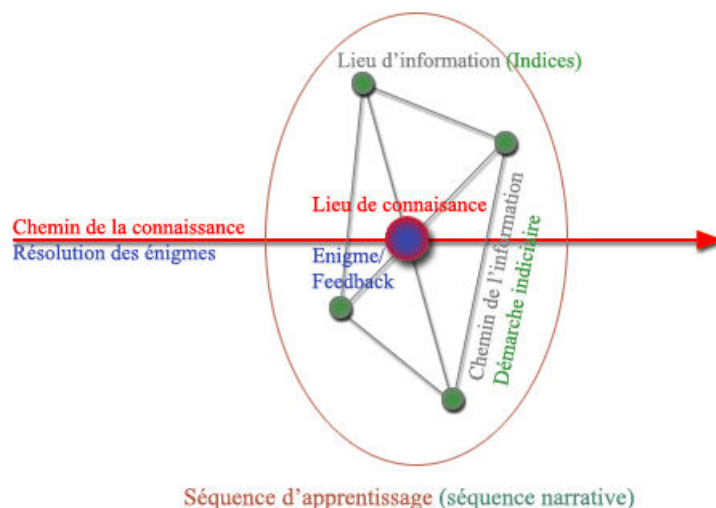 Lieu d’information (Indices)
Lieu de connaisance
Chemin de la connaissance
Résolution des énigmes
Enigme/
Feedback
Chemin de l’information
Démarche indiciaire
Séquence d’apprentissage (séquence narrative)